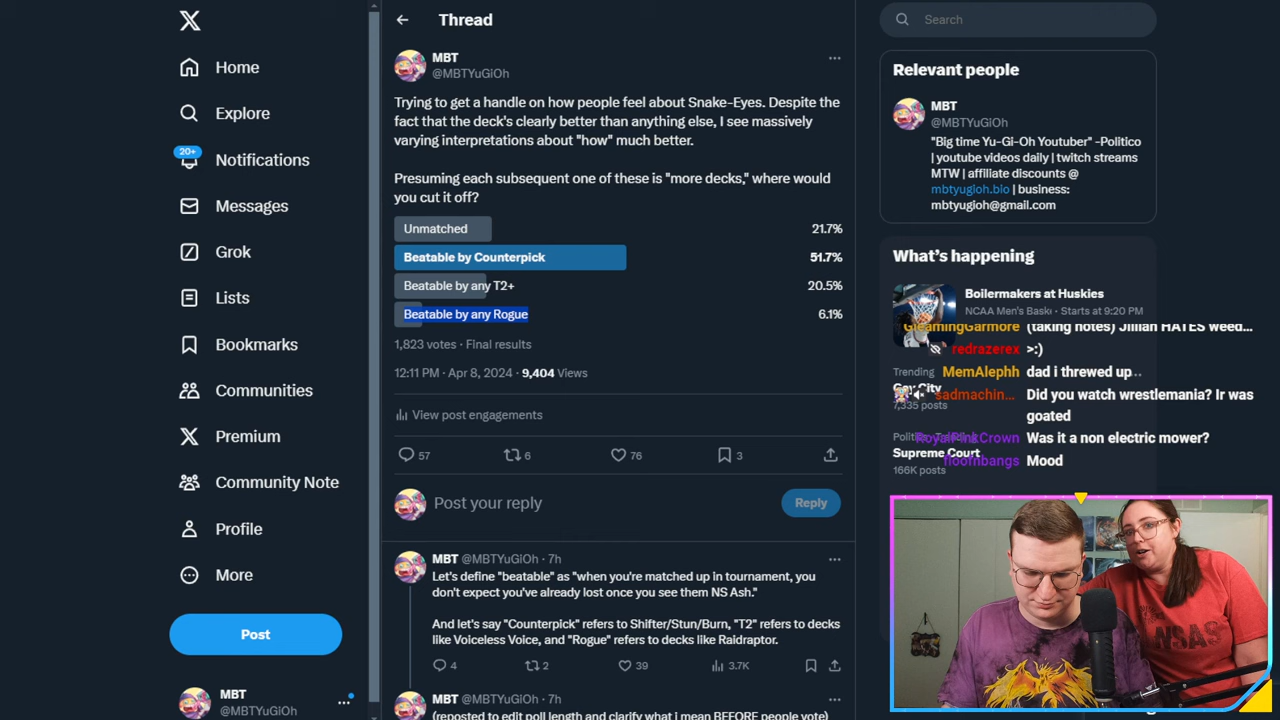 Thread
Search
Home
Explore
20+
Notifications
Messages
Grok
Lists
Bookmarks
Communities
Premium
Community Note
Profile
More
Post
MBT
@MBTYuGiOh
MBT
@MBTYuGiOh
Trying to get a handle on how people feel about Snake-Eyes. Despite the
fact that the deck's clearly better than anything else, I see massively
varying interpretations about "how" much better.
Presuming each subsequent one of these is "more decks," where would
you cut it off?
Unmatched 21.7%
Beatable by Counterpick 51.7%
Beatable by any T2+ 20.5%
Beatable by any Rogue 6.1%
1,823 votes · Final results
12:11 PM · Apr 8, 2024 · 9,404 Views
View post engagements
57 6 76 3
Post your reply
Reply
MBT @MBTYuGiOh · 7h
Let's define "beatable" as "when you're matched up in tournament, you
don't expect you've already lost once you see them NS Ash."
And let's say "Counterpick" refers to Shifter/Stun/Burn, "T2" refers to decks
like Voiceless Voice, and "Rogue" refers to decks like Raidraptor.
4 2 39 3.7K
MBT @MBTYuGiOh · 7h
(reposted to edit poll length and clarify what i mean BEFORE people vote)
Relevant people
MBT
@MBTYuGiOh
"Big time Yu-Gi-Oh Youtuber" -Politico
| youtube videos daily | twitch streams
MTW | affiliate discounts @
mbtyugioh.bio | business:
mbtyugioh@gmail.com
What's happening
Boilermakers at Huskies
NCAA Men's Bask · Starts at 9:20 PM
GleamingGarmore (taking notes) Jillian HATES weed...
redrazerex >:)
Trending
MemAlephh dad i threwed up..
City
sadmachin... Did you watch wrestlemania? Ir was
goated
7,335 posts
RoyalPinkCrown Was it a non electric mower?
Supreme Court
floofhbangs Mood
166K posts
NSAS